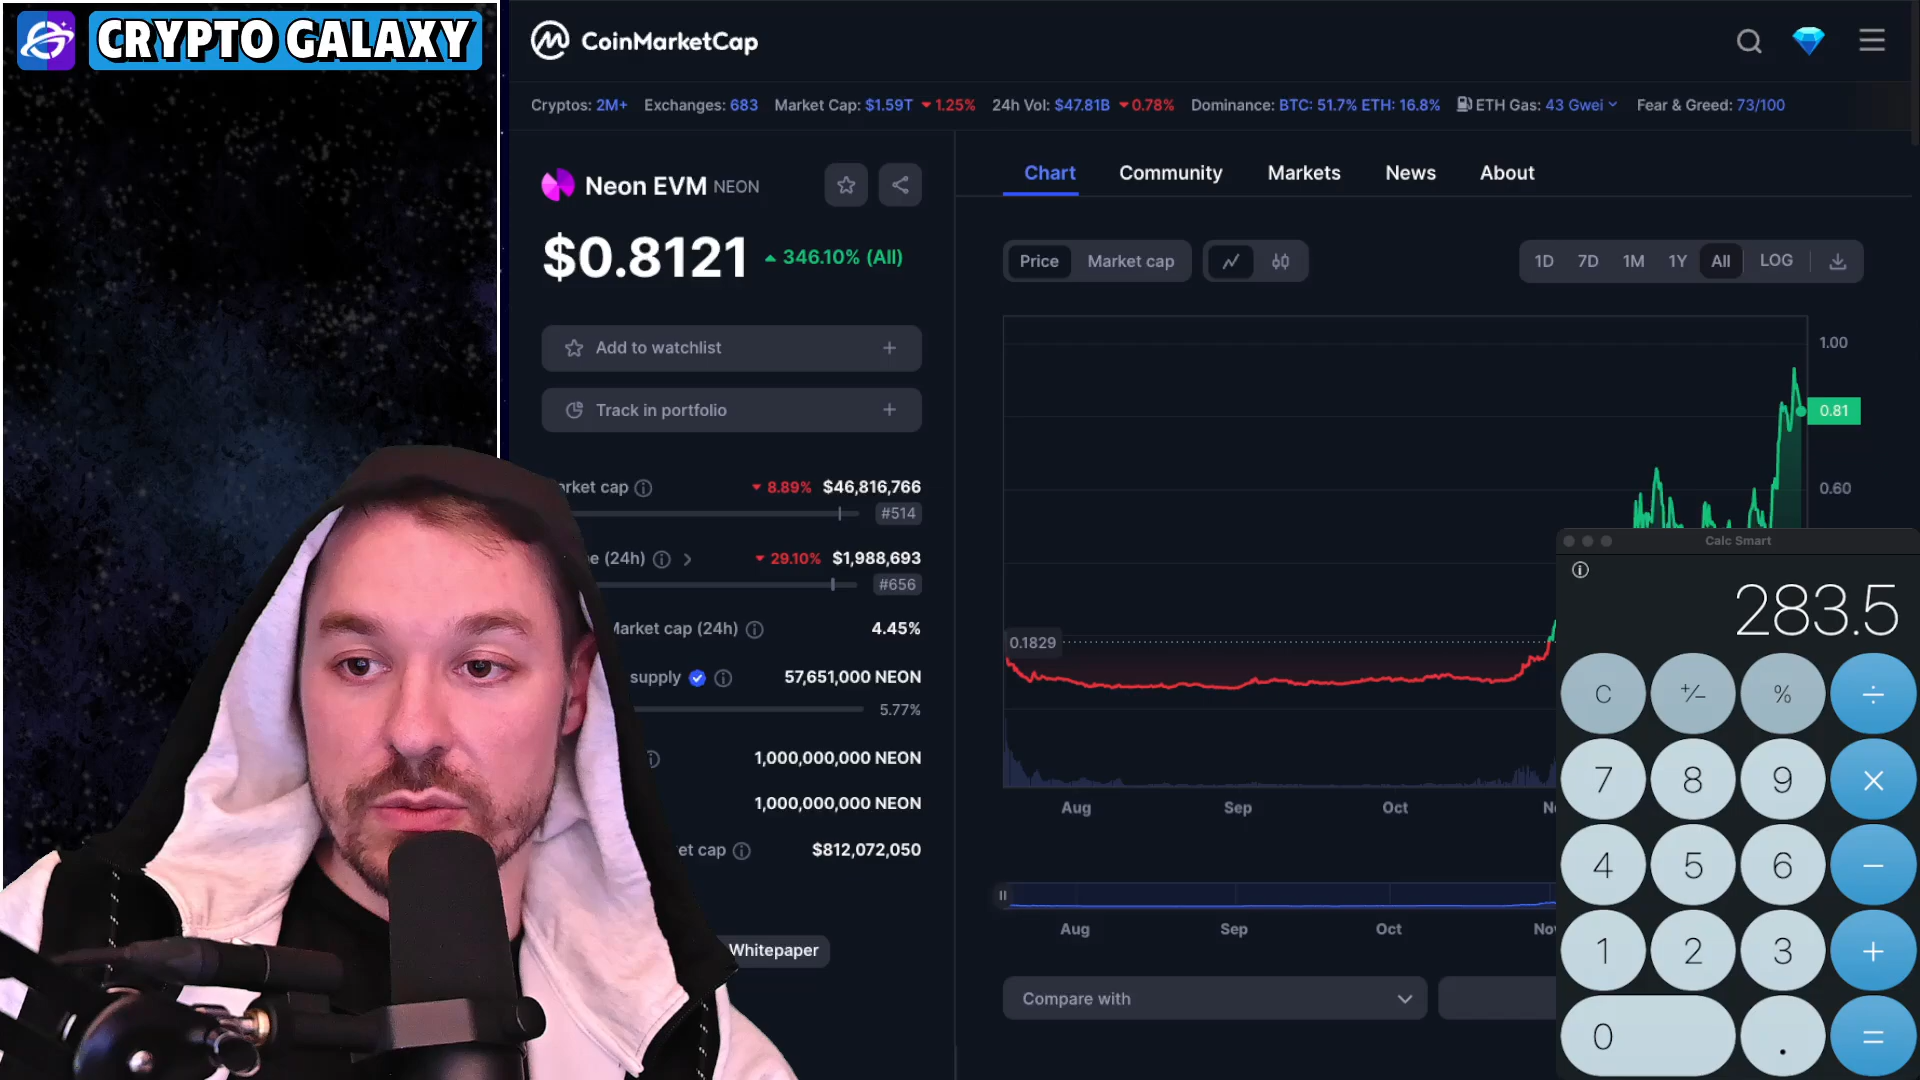 CRYPTO GALAXY
CoinMarketCap
Cryptos: 2M+ Exchanges: 683 Market Cap: $1.59T 1.25% 24h Vol: $47.81B 0.78% Dominance: BTC: 51.7% ETH: 16.8% ETH Gas: 43 Gwei Fear & Greed: 73/100
Neon EVM NEON
$0.8121 346.10% (All)
Add to watchlist +
Track in portfolio +
arket cap 8.89% $46,816,766
#514
e (24h) 29.10% $1,988,693
#656
Market cap (24h) 4.45%
supply 57,651,000 NEON
5.77%
1,000,000,000 NEON
1,000,000,000 NEON
et cap $812,072,050
Whitepaper
Chart Community Markets News About
Price Market cap 1D 7D 1M 1Y All LOG
1.00
0.81
0.60
0.1829
Aug Sep Oct
Aug Sep Oct Nov
Compare with
Calc Smart
283.5
C +/− % ÷
7 8 9 ×
4 5 6 −
1 2 3 +
0 . =